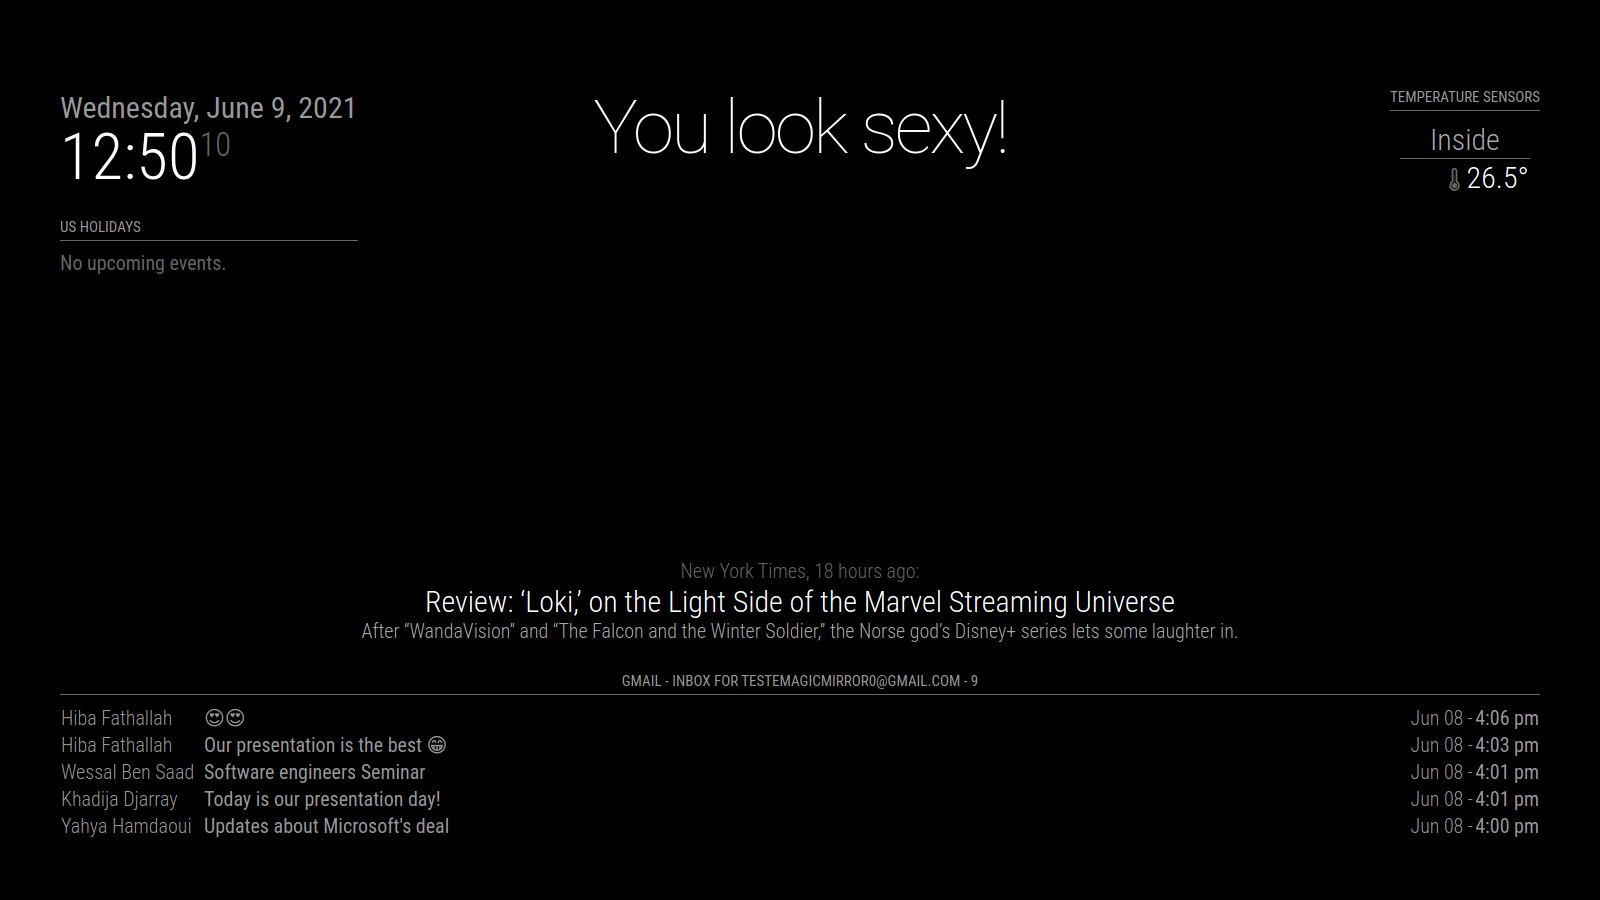 Wednesday, June 9, 2021
12:50 10
US HOLIDAYS
No upcoming events.
You look sexy!
TEMPERATURE SENSORS
Inside
26.5°
New York Times, 18 hours ago:
Review: ‘Loki,’ on the Light Side of the Marvel Streaming Universe
After “WandaVision” and “The Falcon and the Winter Soldier,” the Norse god’s Disney+ series lets some laughter in.
GMAIL - INBOX FOR TESTEMAGICMIRROR0@GMAIL.COM - 9
Hiba Fathallah 😍😍 Jun 08 - 4:06 pm
Hiba Fathallah Our presentation is the best 😁 Jun 08 - 4:03 pm
Wessal Ben Saad Software engineers Seminar Jun 08 - 4:01 pm
Khadija Djarray Today is our presentation day! Jun 08 - 4:01 pm
Yahya Hamdaoui Updates about Microsoft's deal Jun 08 - 4:00 pm